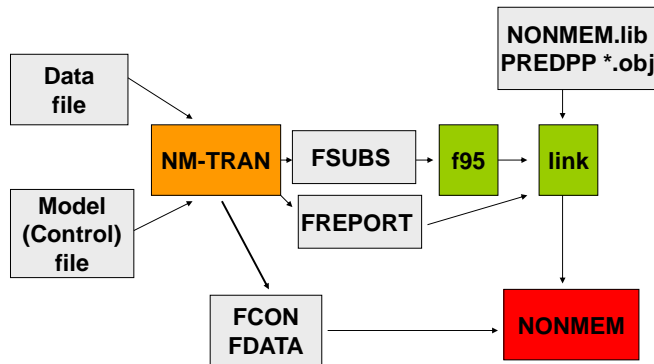 NONMEM.lib
PREDPP *.obj
Data
file
NM-TRAN
FSUBS
f95
link
Model
(Control)
file
FREPORT
FCON
FDATA
NONMEM